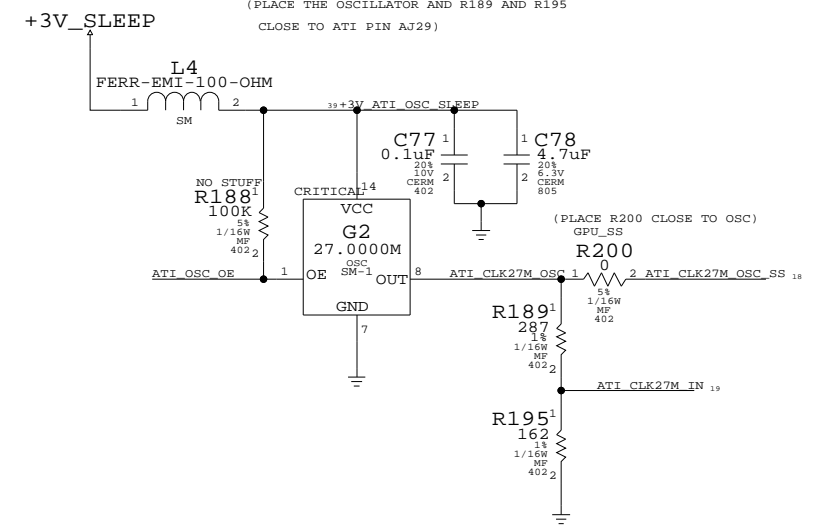 (PLACE THE OSCILLATOR AND R189 AND R195
CLOSE TO ATI PIN AJ29)
+3V_SLEEP
L4
FERR-EMI-100-OHM
1 2
SM
39 +3V_ATI_OSC_SLEEP
C77 1
0.1uF
20%
10V
CERM
402
2
1 C78
4.7uF
20%
6.3V
CERM
805
2
NO STUFF
R188 1
100K
5%
1/16W
MF
402 2
CRITICAL 14
VCC
G2
27.0000M
OSC
SM-1
OE
OUT
GND
7
ATI_OSC_OE 1
8 ATI_CLK27M_OSC
(PLACE R200 CLOSE TO OSC)
GPU_SS
R200
0
1 2
5%
1/16W
MF
402
ATI_CLK27M_OSC_SS 18
R189 1
287
1%
1/16W
MF
402 2
ATI_CLK27M_IN 19
R195 1
162
1%
1/16W
MF
402 2